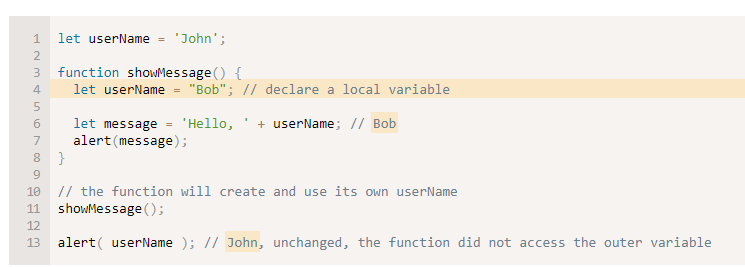 1 let userName = 'John';
2
3 function showMessage() {
4 let userName = "Bob"; // declare a local variable
5
6 let message = 'Hello, ' + userName; // Bob
7 alert(message);
8 }
9
10 // the function will create and use its own userName
11 showMessage();
12
13 alert( userName ); // John, unchanged, the function did not access the outer variable